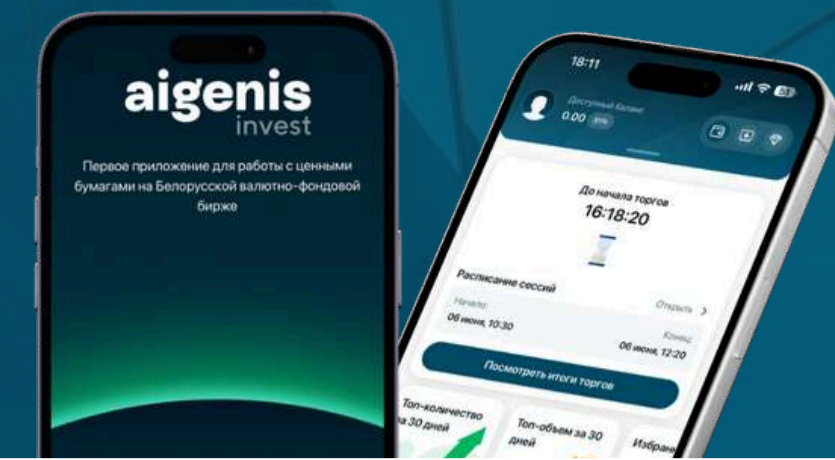 aigenis
invest
Первое приложение для работы с ценными
бумагами на Белорусской валютно-фондовой
бирже
18:11
Доступный баланс
0.00 BYN
До начала торгов
16:18:20
Расписание сессий
Открыть
Начало:
Конец:
06 июня, 10:30
06 июня, 12:20
Посмотреть итоги торгов
Топ-количество
за 30 дней
Топ-объем за 30
дней